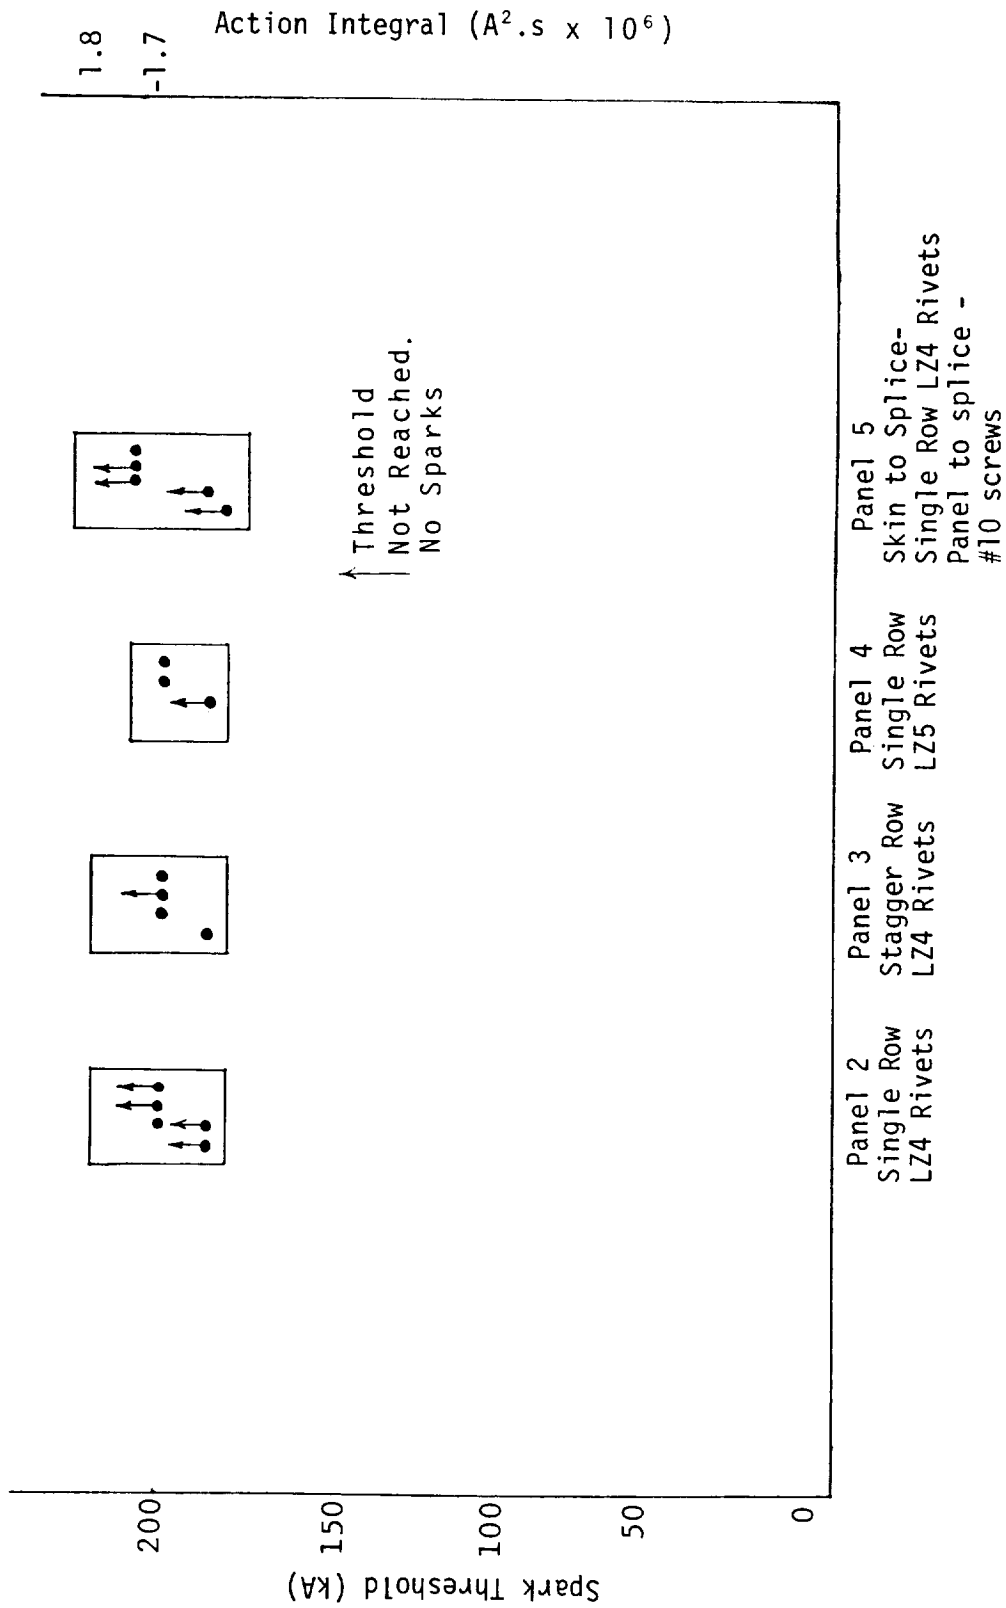 Spark Threshold (kA)
200
150
100
50
0
Action Integral (A².s x 10⁶)
1.8
-1.7
Threshold
Not Reached.
No Sparks
Panel 2
Single Row
LZ4 Rivets
Panel 3
Stagger Row
LZ4 Rivets
Panel 4
Single Row
LZ5 Rivets
Panel 5
Skin to Splice-
Single Row LZ4 Rivets
Panel to splice -
#10 screws